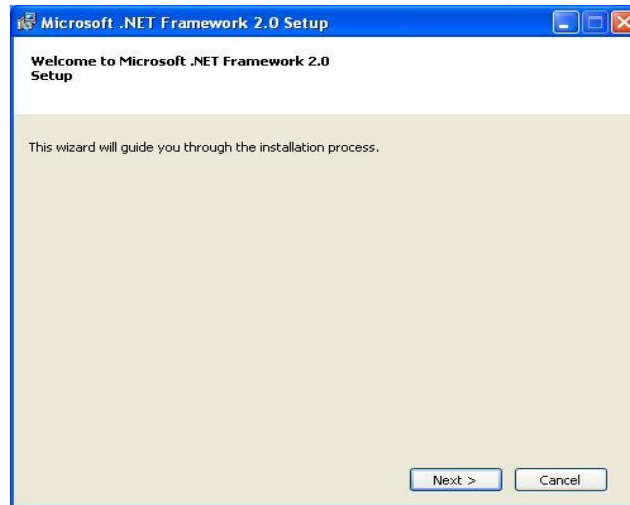 Microsoft .NET Framework 2.0 Setup
Welcome to Microsoft .NET Framework 2.0
Setup
This wizard will guide you through the installation process.
Next > Cancel